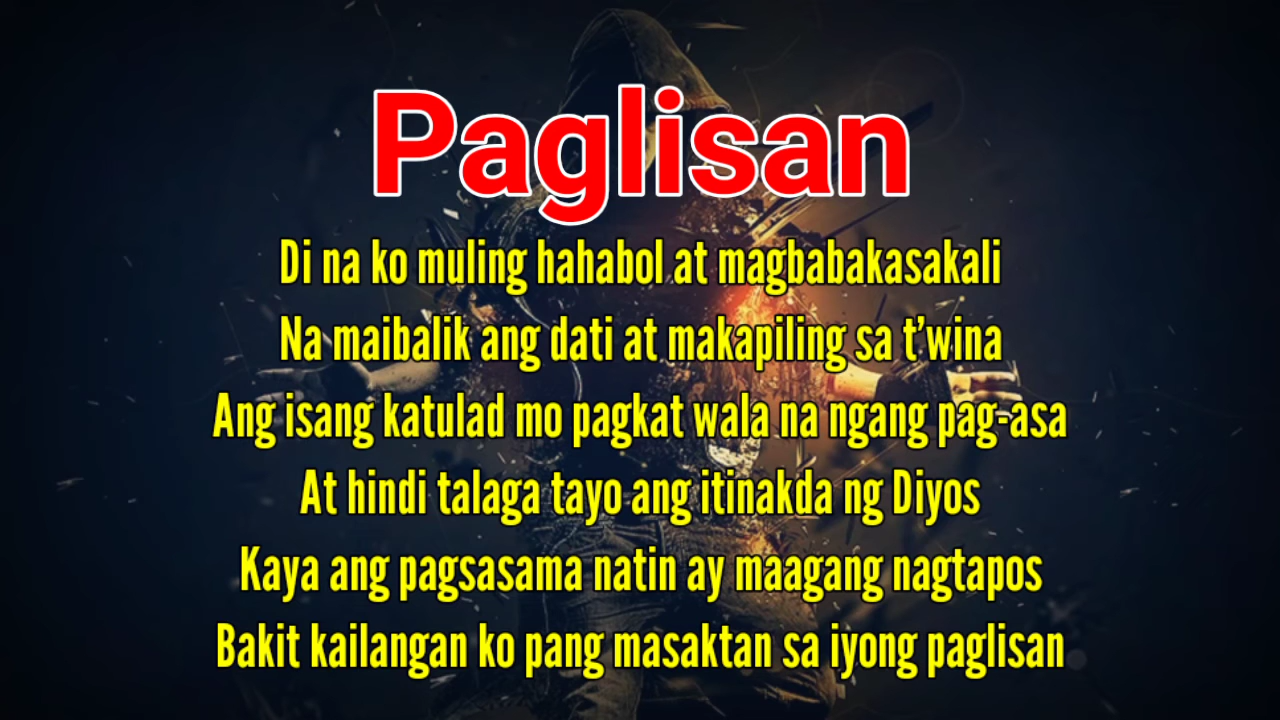 Paglisan
Di na ko muling hahabol at magbabakasakali
Na maibalik ang dati at makapiling sa t'wina
Ang isang katulad mo pagkat wala na ngang pag-asa
At hindi talaga tayo ang itinakda ng Diyos
Kaya ang pagsasama natin ay maagang nagtapos
Bakit kailangan ko pang masaktan sa iyong paglisan